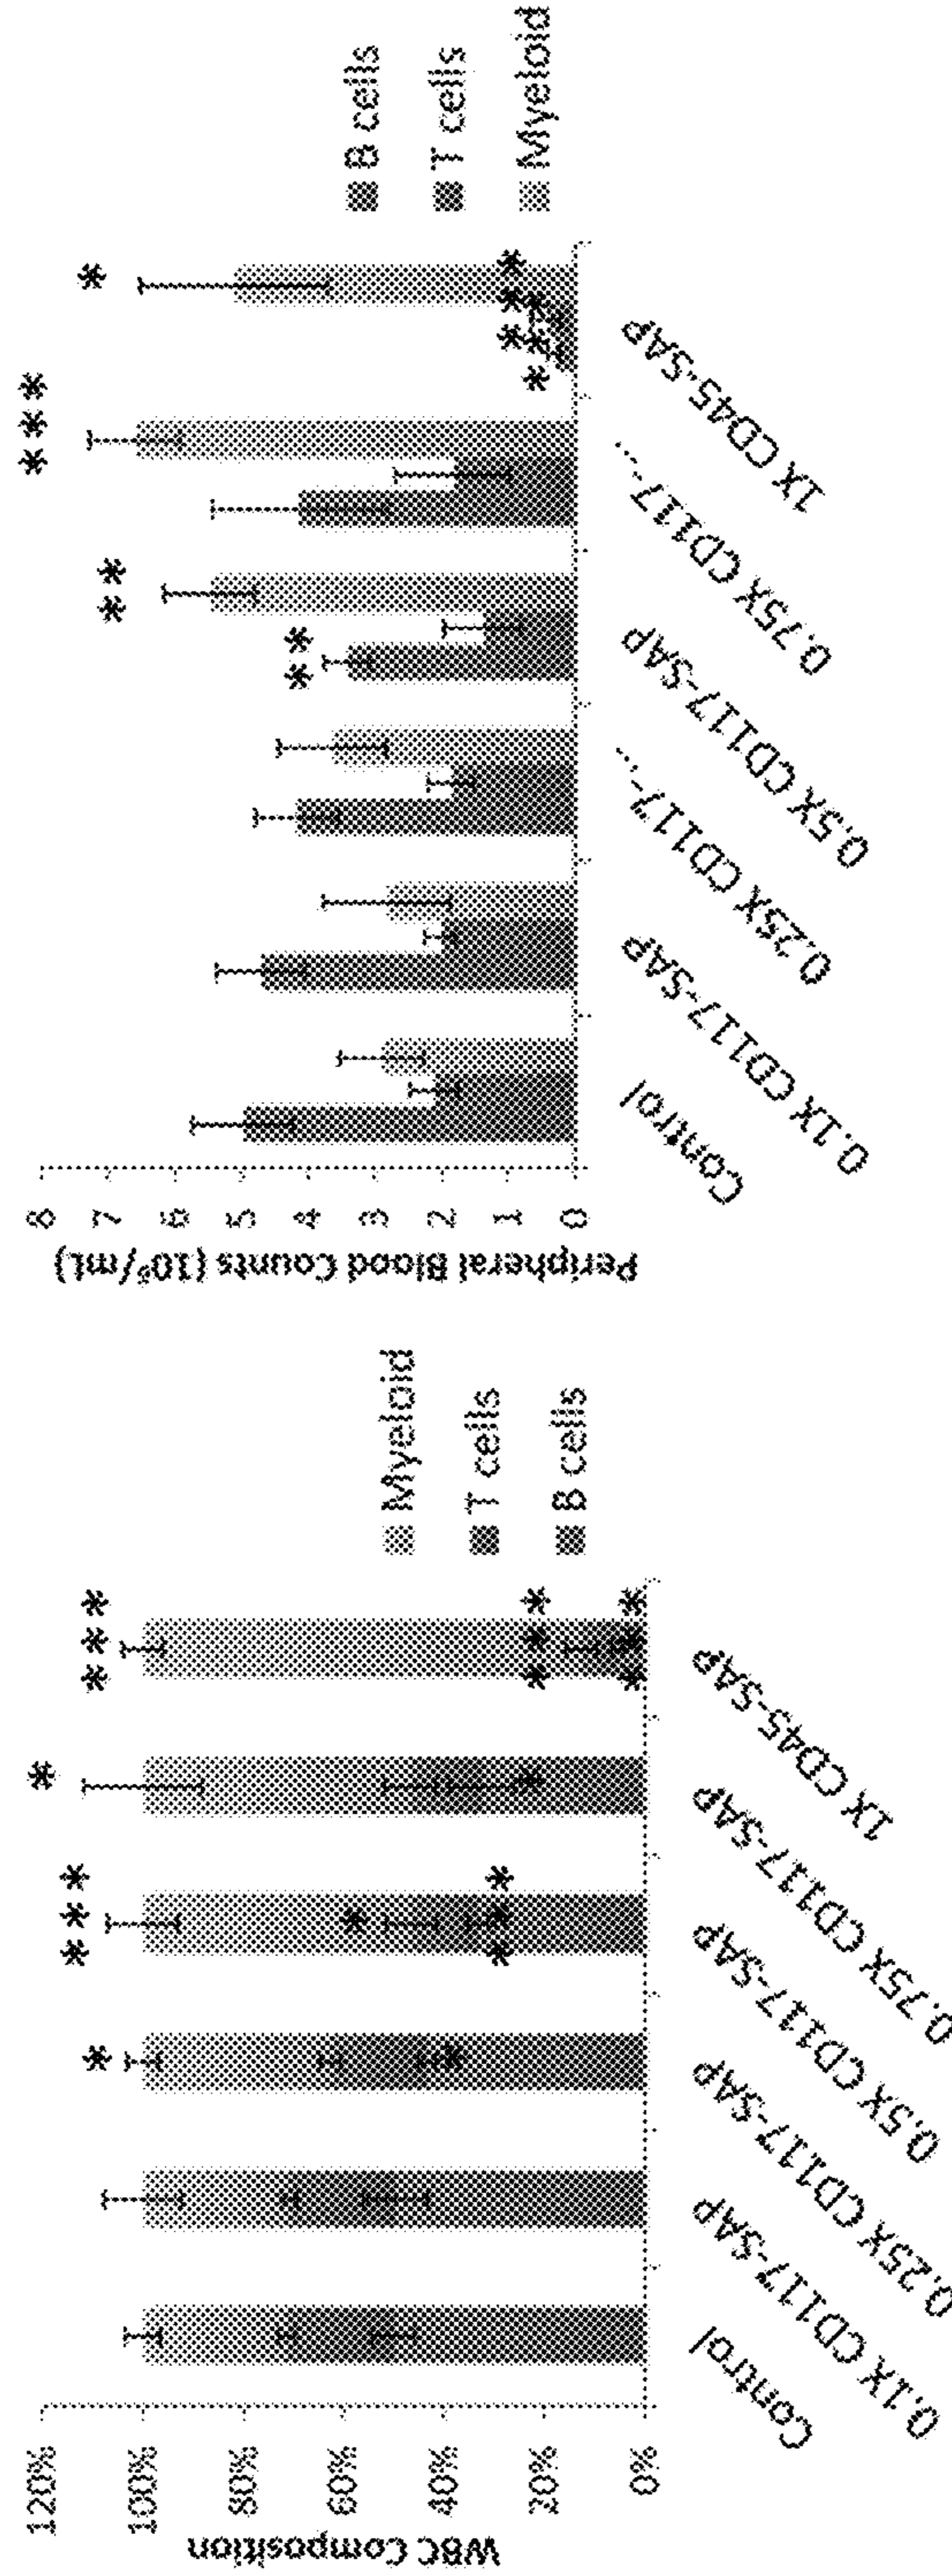 WBC Composition
120%
100%
80%
60%
40%
20%
0%
Control
0.1X CD117-SAP
0.25X CD117-SAP
0.5X CD117-SAP
0.75X CD117-SAP
1X CD45-SAP
*
***
*
***
*
*
***
*
***
***
Myeloid
T cells
B cells
Peripheral Blood Counts (10⁶/mL)
8
7
6
5
4
3
2
1
0
Control
0.1X CD117-SAP
0.25X CD117-...
0.5X CD117-SAP
0.75X CD117-...
1X CD45-SAP
**
***
*
**
B cells
T cells
Myeloid